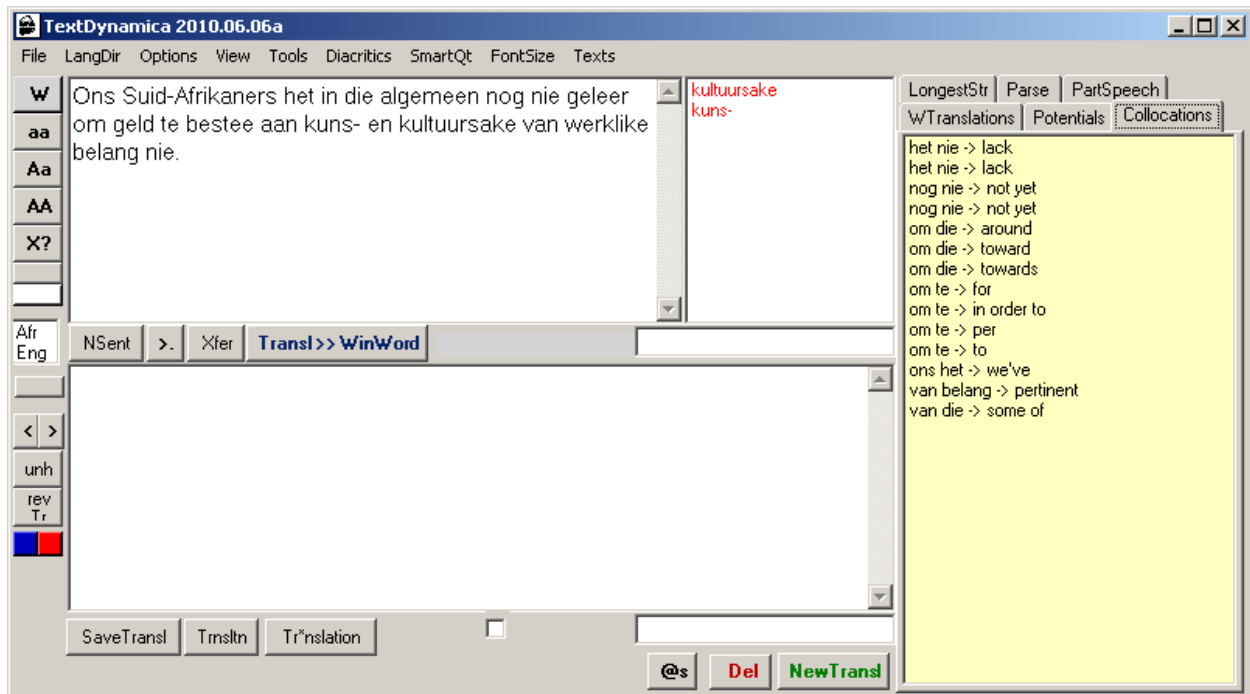 TextDynamica 2010.06.06a
File LangDir Options View Tools Diacritics SmartQt FontSize Texts
W
aa
Aa
AA
X?
Afr
Eng
< >
unh
rev
Tr
Ons Suid-Afrikaners het in die algemeen nog nie geleer
om geld te bestee aan kuns- en kultuursake van werklike
belang nie.
kultuursake
kuns-
NSent >. Xfer Transl>>WinWord
SaveTransl Trnsltn Tr*nslation
@s Del NewTransl
LongestStr Parse PartSpeech
WTranslations Potentials Collocations
het nie -> lack
het nie -> lack
nog nie -> not yet
nog nie -> not yet
om die -> around
om die -> toward
om die -> towards
om te -> for
om te -> in order to
om te -> per
om te -> to
ons het -> we've
van belang -> pertinent
van die -> some of